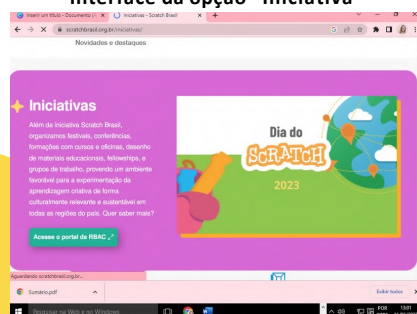 Interface da opção "Iniciativa"
Inserir um título - Documento (A
Iniciativas - Scratch Brasil
scratchbrasil.org.br/iniciativas/
Novidades e destaques
Iniciativas
Além da iniciativa Scratch Brasil,
organizamos festivais, conferências,
formações com cursos e oficinas, desenho
de materiais educacionais, fellowships, e
grupos de trabalho, provendo um ambiente
favorável para a experimentação da
aprendizagem criativa de forma
culturalmente relevante e sustentável em
todas as regiões do país. Quer saber mais?
Acesse o portal de RBAC
Dia do
SCRATCH
2023
Aguardando scratchbrasil.org.br...
Sumário.pdf
Exibir todos
Pesquisar na Web e no Windows
POR
13:01